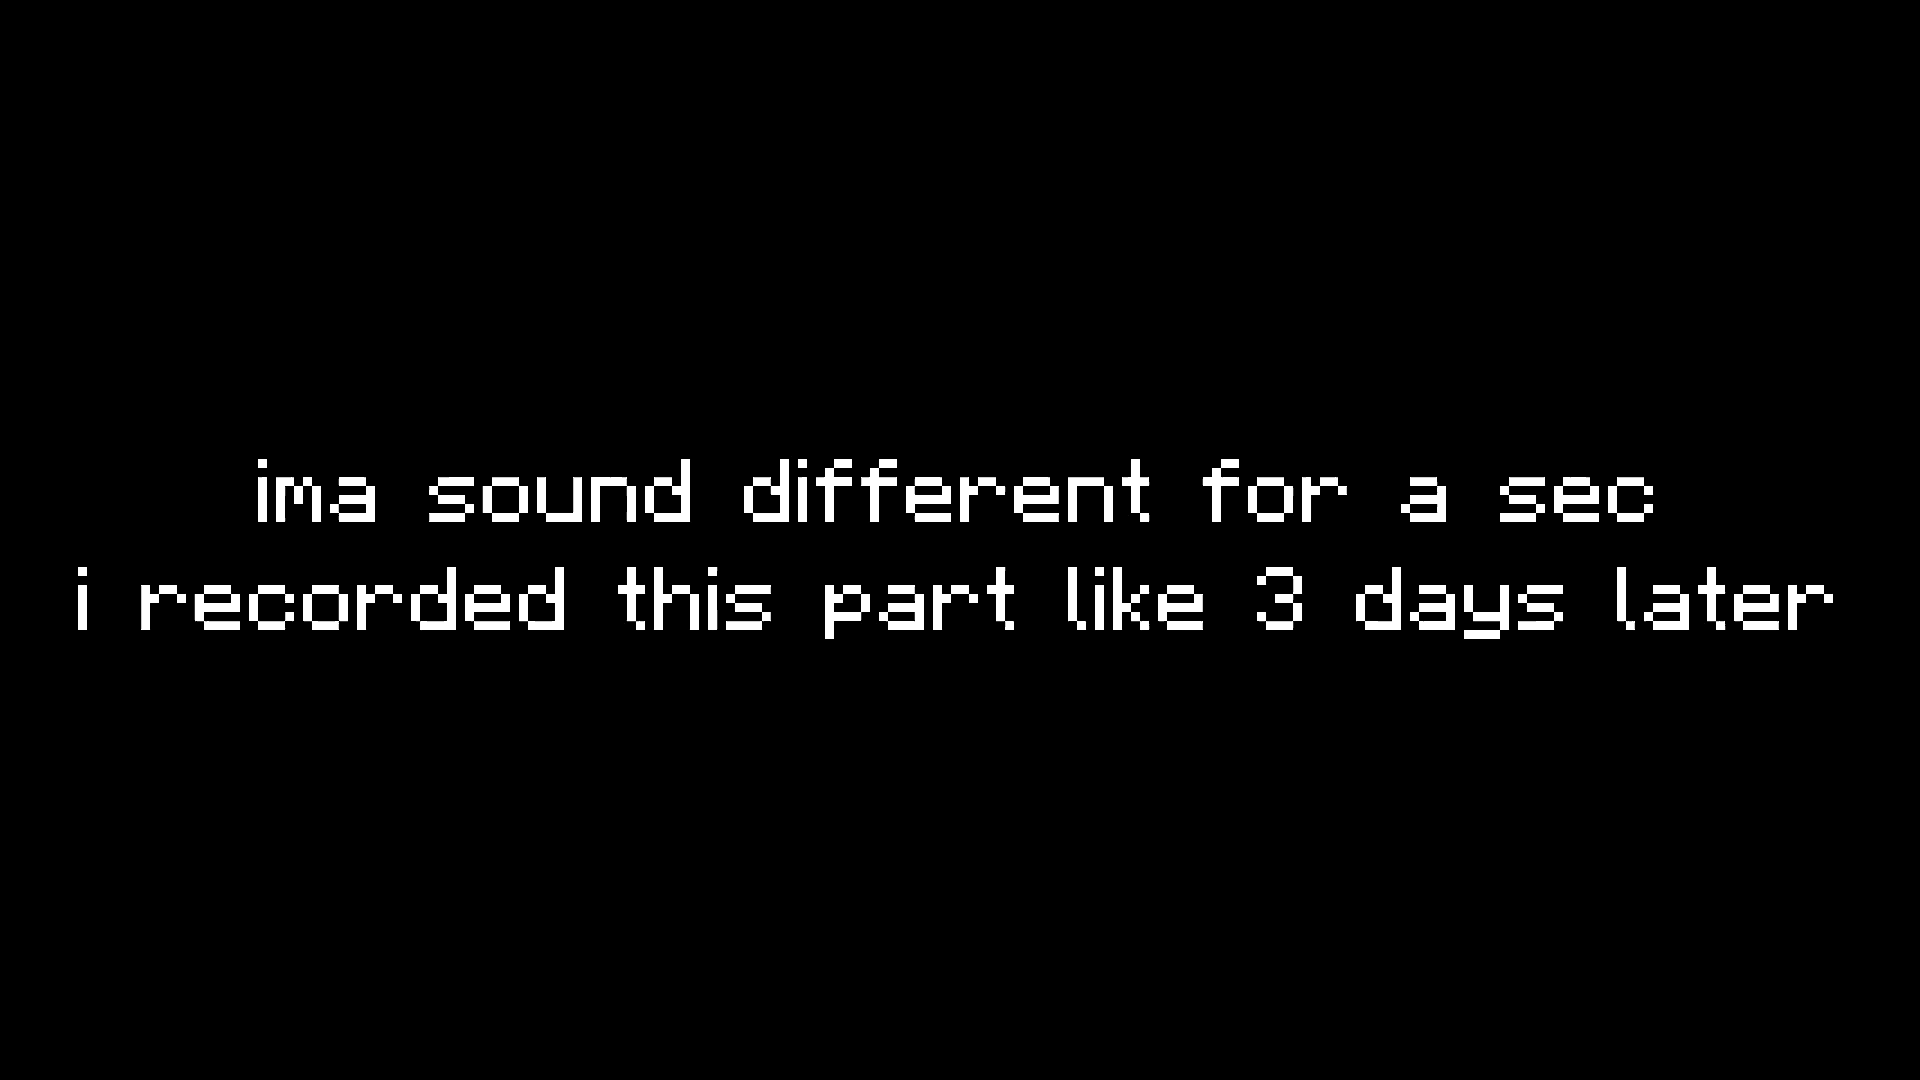 ima sound different for a sec
i recorded this part like 3 days later